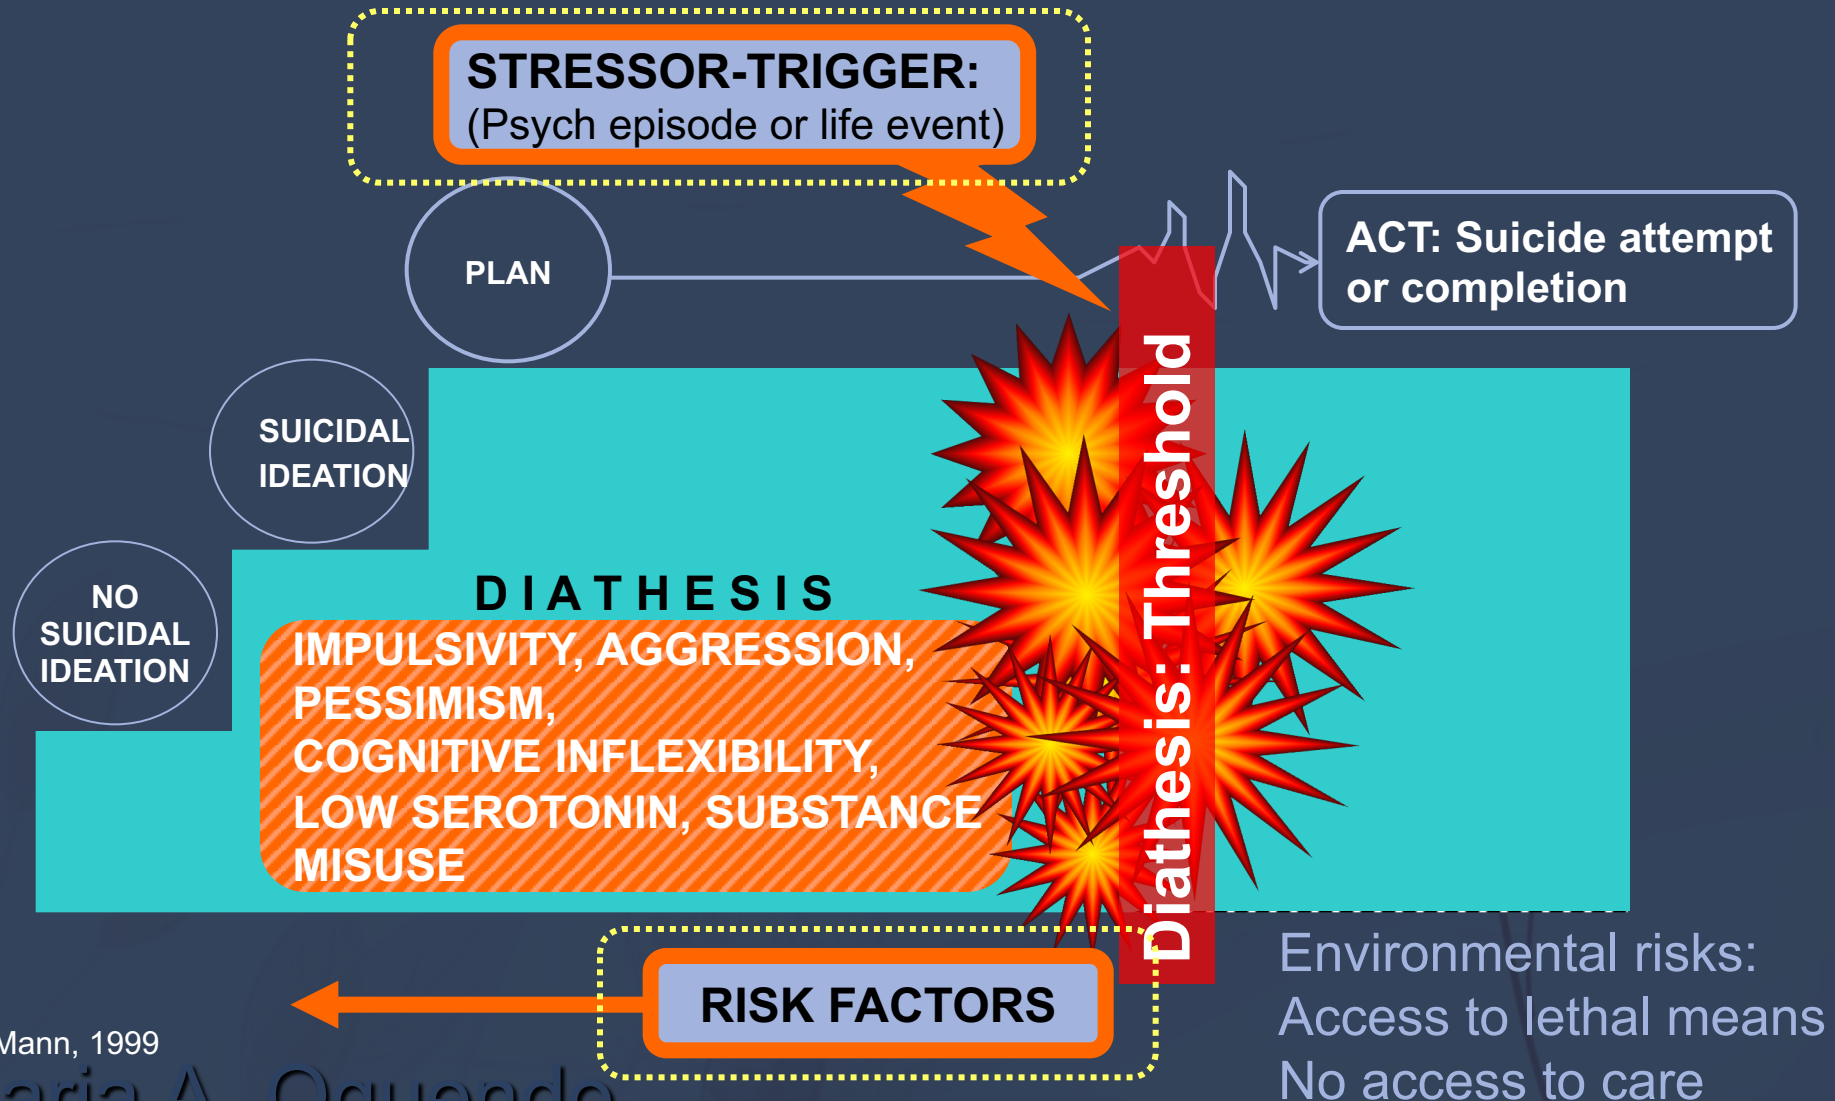 STRESSOR-TRIGGER:
(Psych episode or life event)
PLAN
ACT: Suicide attempt
or completion
SUICIDAL
IDEATION
NO
SUICIDAL
IDEATION
DIATHESIS
IMPULSIVITY, AGGRESSION,
PESSIMISM,
COGNITIVE INFLEXIBILITY,
LOW SEROTONIN, SUBSTANCE
MISUSE
Diathesis: Threshold
RISK FACTORS
Environmental risks:
Access to lethal means
No access to care
Mann, 1999
A. Oquendo